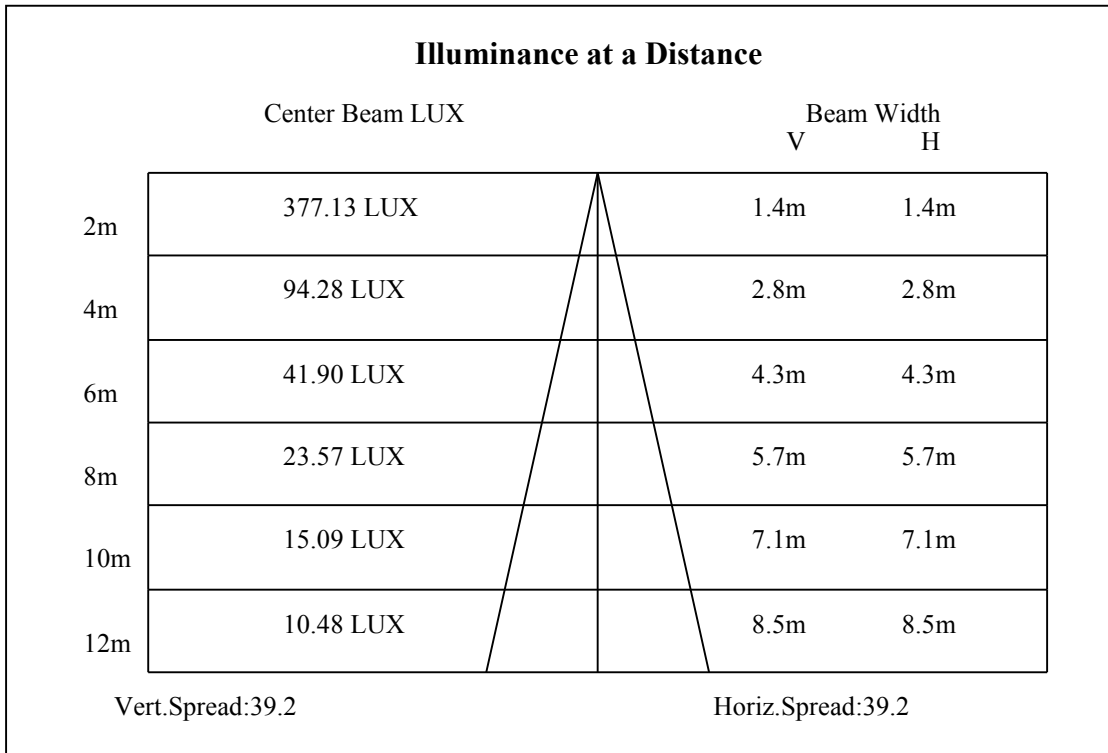 Illuminance at a Distance
Center Beam LUX Beam Width
V H
2m 377.13 LUX 1.4m 1.4m
4m 94.28 LUX 2.8m 2.8m
6m 41.90 LUX 4.3m 4.3m
8m 23.57 LUX 5.7m 5.7m
10m 15.09 LUX 7.1m 7.1m
12m 10.48 LUX 8.5m 8.5m
Vert.Spread:39.2 Horiz.Spread:39.2